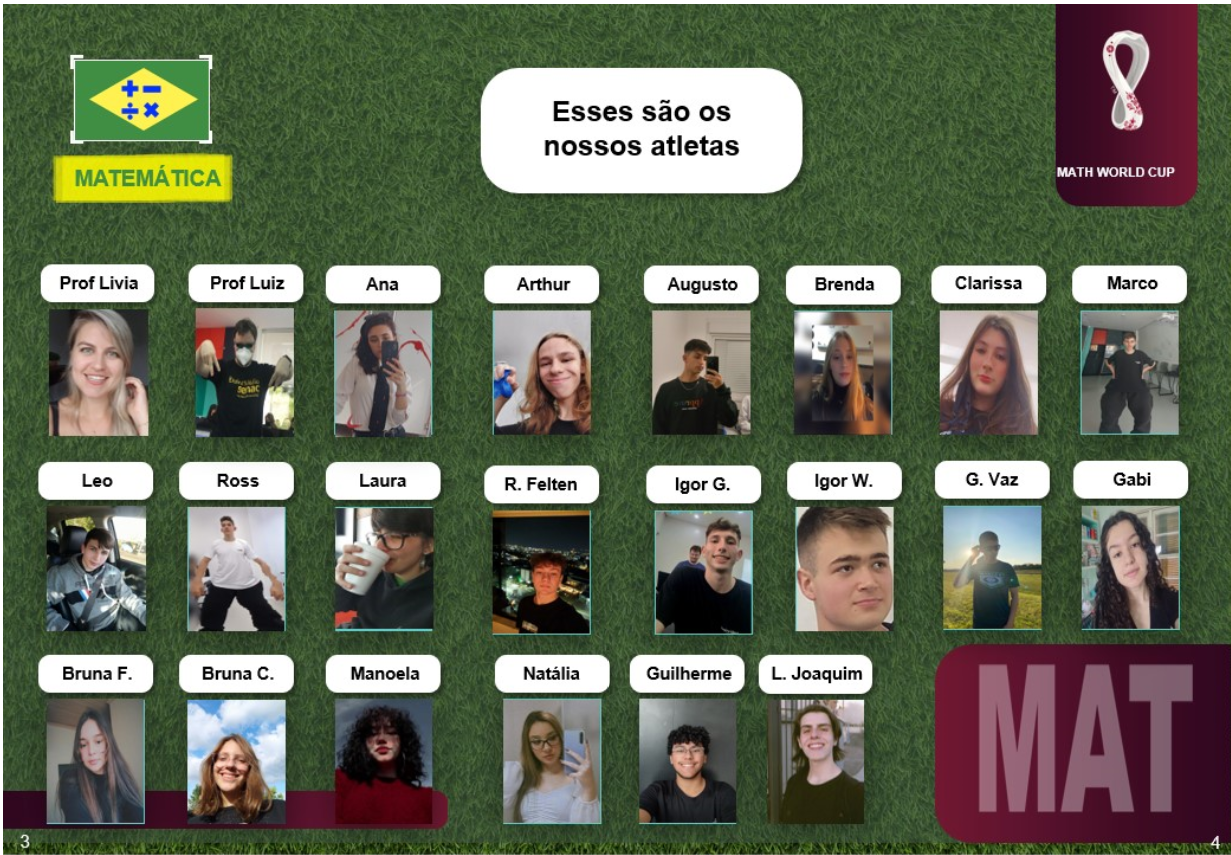 MATEMÁTICA
Esses são os
nossos atletas
MATH WORLD CUP
Prof Livia
Prof Luiz
Ana
Arthur
Augusto
Brenda
Clarissa
Marco
senac
Leo
Ross
Laura
R. Felten
Igor G.
Igor W.
G. Vaz
Gabi
Bruna F.
Bruna C.
Manoela
Natália
Guilherme
L. Joaquim
MAT
3
4